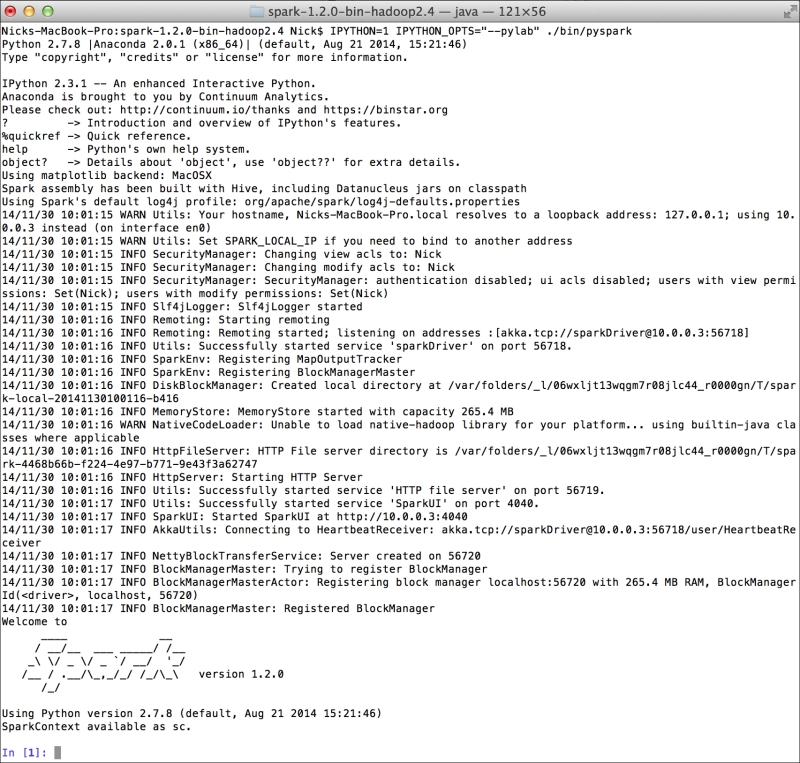 spark-1.2.0-bin-hadoop2.4 — java — 121×56
Nicks-MacBook-Pro:spark-1.2.0-bin-hadoop2.4 Nick$ IPYTHON=1 IPYTHON_OPTS="--pylab" ./bin/pyspark
Python 2.7.8 |Anaconda 2.0.1 (x86_64)| (default, Aug 21 2014, 15:21:46)
Type "copyright", "credits" or "license" for more information.

IPython 2.3.1 -- An enhanced Interactive Python.
Anaconda is brought to you by Continuum Analytics.
Please check out: http://continuum.io/thanks and https://binstar.org
?         -> Introduction and overview of IPython's features.
%quickref -> Quick reference.
help      -> Python's own help system.
object?   -> Details about 'object', use 'object??' for extra details.
Using matplotlib backend: MacOSX
Spark assembly has been built with Hive, including Datanucleus jars on classpath
Using Spark's default log4j profile: org/apache/spark/log4j-defaults.properties
14/11/30 10:01:15 WARN Utils: Your hostname, Nicks-MacBook-Pro.local resolves to a loopback address: 127.0.0.1; using 10.
0.0.3 instead (on interface en0)
14/11/30 10:01:15 WARN Utils: Set SPARK_LOCAL_IP if you need to bind to another address
14/11/30 10:01:15 INFO SecurityManager: Changing view acls to: Nick
14/11/30 10:01:15 INFO SecurityManager: Changing modify acls to: Nick
14/11/30 10:01:15 INFO SecurityManager: SecurityManager: authentication disabled; ui acls disabled; users with view permi
ssions: Set(Nick); users with modify permissions: Set(Nick)
14/11/30 10:01:15 INFO Slf4jLogger: Slf4jLogger started
14/11/30 10:01:16 INFO Remoting: Starting remoting
14/11/30 10:01:16 INFO Remoting: Remoting started; listening on addresses :[akka.tcp://sparkDriver@10.0.0.3:56718]
14/11/30 10:01:16 INFO Utils: Successfully started service 'sparkDriver' on port 56718.
14/11/30 10:01:16 INFO SparkEnv: Registering MapOutputTracker
14/11/30 10:01:16 INFO SparkEnv: Registering BlockManagerMaster
14/11/30 10:01:16 INFO DiskBlockManager: Created local directory at /var/folders/_l/06wxljt13wqgm7r08jlc44_r0000gn/T/spa
rk-local-20141130100116-b416
14/11/30 10:01:16 INFO MemoryStore: MemoryStore started with capacity 265.4 MB
14/11/30 10:01:16 WARN NativeCodeLoader: Unable to load native-hadoop library for your platform... using builtin-java cla
sses where applicable
14/11/30 10:01:16 INFO HttpFileServer: HTTP File server directory is /var/folders/_l/06wxljt13wqgm7r08jlc44_r0000gn/T/spa
rk-4468b66b-f224-4e97-b771-9e43f3a62747
14/11/30 10:01:16 INFO HttpServer: Starting HTTP Server
14/11/30 10:01:16 INFO Utils: Successfully started service 'HTTP file server' on port 56719.
14/11/30 10:01:17 INFO Utils: Successfully started service 'SparkUI' on port 4040.
14/11/30 10:01:17 INFO SparkUI: Started SparkUI at http://10.0.0.3:4040
14/11/30 10:01:17 INFO AkkaUtils: Connecting to HeartbeatReceiver: akka.tcp://sparkDriver@10.0.0.3:56718/user/HeartbeatRe
ceiver
14/11/30 10:01:17 INFO NettyBlockTransferService: Server created on 56720
14/11/30 10:01:17 INFO BlockManagerMaster: Trying to register BlockManager
14/11/30 10:01:17 INFO BlockManagerMasterActor: Registering block manager localhost:56720 with 265.4 MB RAM, BlockManager
Id(<driver>, localhost, 56720)
14/11/30 10:01:17 INFO BlockManagerMaster: Registered BlockManager
Welcome to
      ____              __
     / __/__  ___ _____/ /__
    _\ \/ _ \/ _ `/ __/  '_/
   /__ / .__/\_,_/_/ /_/\_\   version 1.2.0
      /_/

Using Python version 2.7.8 (default, Aug 21 2014 15:21:46)
SparkContext available as sc.

In [1]: